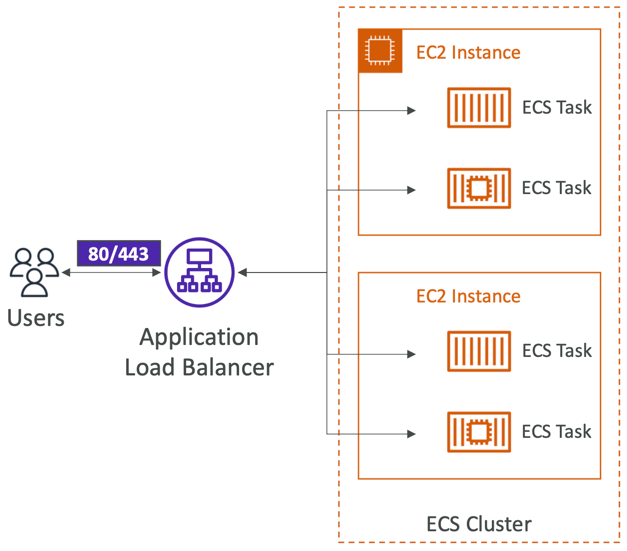 EC2 Instance
ECS Task
ECS Task
80/443
Users
Application
Load Balancer
EC2 Instance
ECS Task
ECS Task
ECS Cluster